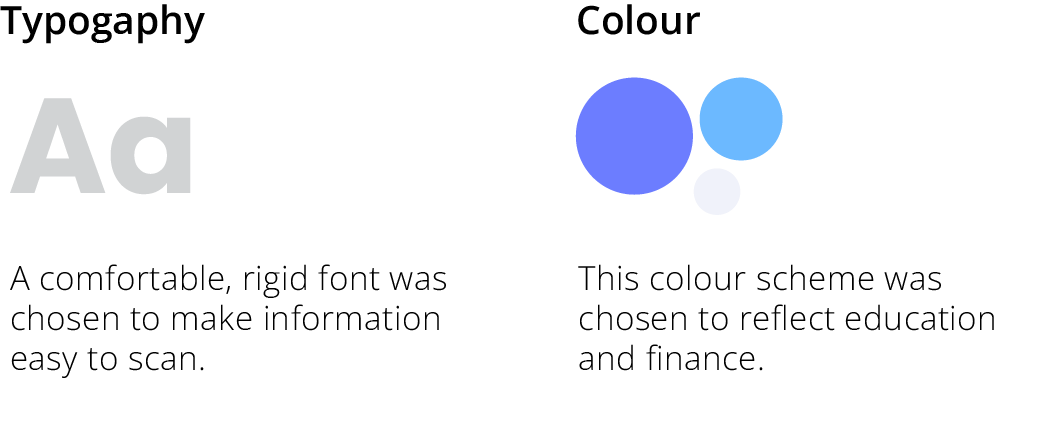 Typogaphy
Colour
Aa
A comfortable, rigid font was
chosen to make information
easy to scan.
This colour scheme was
chosen to reflect education
and finance.